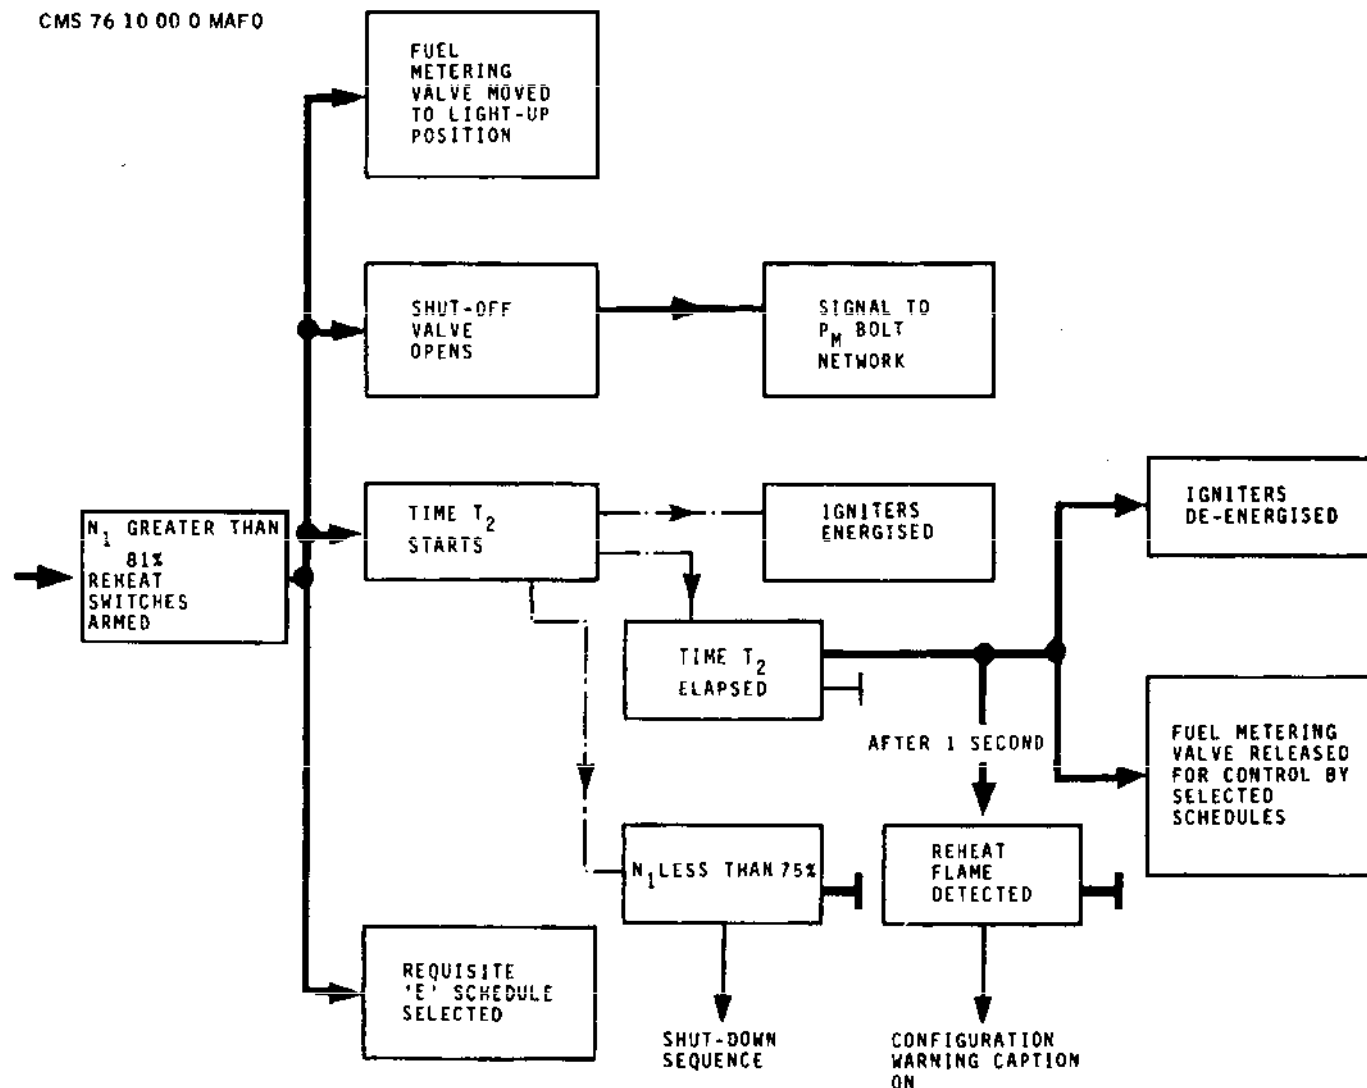 CMS 76 10 00 0 MAFO
FUEL
METERING
VALVE MOVED
TO LIGHT-UP
POSITION
SHUT-OFF
VALVE
OPENS
SIGNAL TO
PM BOLT
NETWORK
N1 GREATER THAN
81%
REHEAT
SWITCHES
ARMED
TIME T2
STARTS
IGNITERS
ENERGISED
IGNITERS
DE-ENERGISED
TIME T2
ELAPSED
AFTER 1 SECOND
FUEL METERING
VALVE RELEASED
FOR CONTROL BY
SELECTED
SCHEDULES
N1 LESS THAN 75%
REHEAT
FLAME
DETECTED
REQUISITE
'E' SCHEDULE
SELECTED
SHUT-DOWN
SEQUENCE
CONFIGURATION
WARNING CAPTION
ON